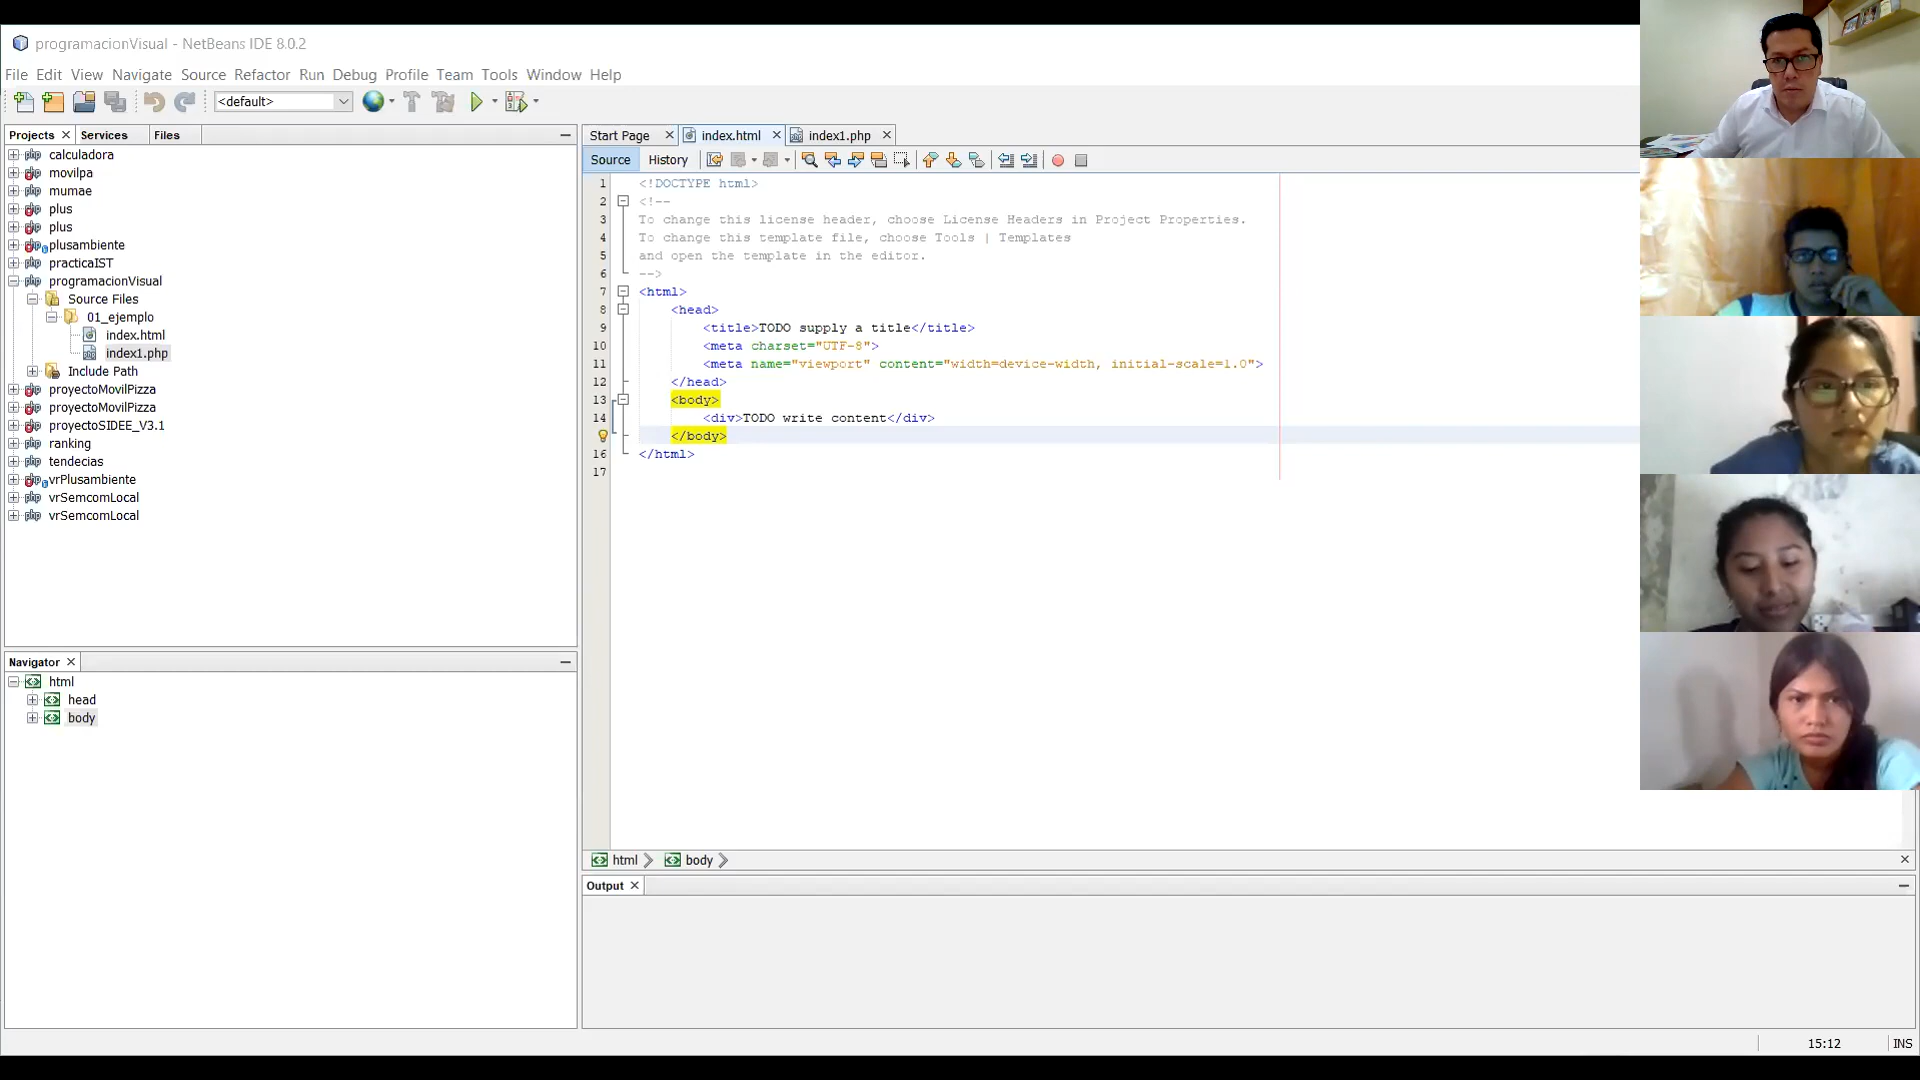 programacionVisual - NetBeans IDE 8.0.2
File Edit View Navigate Source Refactor Run Debug Profile Team Tools Window Help
<default>
Projects Services Files
calculadora
movilpa
mumae
plus
plus
plusambiente
practicaIST
programacionVisual
Source Files
01_ejemplo
index.html
index1.php
Include Path
proyectoMovilPizza
proyectoMovilPizza
proyectoSIDEE_V3.1
ranking
tendecias
vrPlusambiente
vrSemcomLocal
vrSemcomLocal
Navigator
html
head
body
Start Page index.html index1.php
Source History
1 <!DOCTYPE html>
2 <!--
3 To change this license header, choose License Headers in Project Properties.
4 To change this template file, choose Tools | Templates
5 and open the template in the editor.
6 -->
7 <html>
8 <head>
9 <title>TODO supply a title</title>
10 <meta charset="UTF-8">
11 <meta name="viewport" content="width=device-width, initial-scale=1.0">
12 </head>
13 <body>
14 <div>TODO write content</div>
</body>
16 </html>
17
html body
Output
15:12 INS